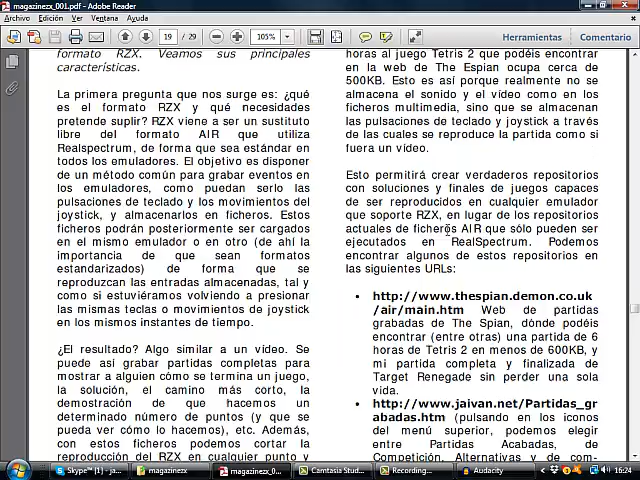 magazinezx_001.pdf - Adobe Reader
Archivo Edición Ver Ventana Ayuda
19 / 29 105% Herramientas Comentario
formato RZX. Veamos sus principales
características.
La primera pregunta que nos surge es: ¿qué
es el formato RZX y qué necesidades
pretende suplir? RZX viene a ser un sustituto
libre del formato AIR que utiliza
Realspectrum, de forma que sea estándar en
todos los emuladores. El objetivo es disponer
de un método común para grabar eventos en
los emuladores, como puedan serlo las
pulsaciones de teclado y los movimientos del
joystick, y almacenarlos en ficheros. Estos
ficheros podrán posteriormente ser cargados
en el mismo emulador o en otro (de ahí la
importancia de que sean formatos
estandarizados) de forma que se
reproduzcan las entradas almacenadas, tal y
como si estuviéramos volviendo a presionar
las mismas teclas o movimientos de joystick
en los mismos instantes de tiempo.
¿El resultado? Algo similar a un vídeo. Se
puede así grabar partidas completas para
mostrar a alguien cómo se termina un juego,
la solución, el camino más corto, la
demostración de que hacemos un
determinado número de puntos (y que se
pueda ver cómo lo hacemos), etc. Además,
con estos ficheros podemos cortar la
reproducción del RZX en cualquier punto y
horas al juego Tetris 2 que podéis encontrar
en la web de The Espian ocupa cerca de
500KB. Esto es así porque realmente no se
almacena el sonido y el vídeo como en los
ficheros multimedia, sino que se almacenan
las pulsaciones de teclado y joystick a través
de las cuales se reproduce la partida como si
fuera un vídeo.
Esto permitirá crear verdaderos repositorios
con soluciones y finales de juegos capaces
de ser reproducidos en cualquier emulador
que soporte RZX, en lugar de los repositorios
actuales de ficheros AIR que sólo pueden ser
ejecutados en RealSpectrum. Podemos
encontrar algunos de estos repositorios en
las siguientes URLs:
• http://www.thespian.demon.co.uk
/air/main.htm Web de partidas
grabadas de The Spian, dónde podéis
encontrar (entre otras) una partida de 6
horas de Tetris 2 en menos de 600KB, y
mi partida completa y finalizada de
Target Renegade sin perder una sola
vida.
• http://www.jaivan.net/Partidas_gr
abadas.htm (pulsando en los iconos
del menú superior, podemos elegir
entre Partidas Acabadas, de
Competición, Alternativas y de com-
Skype™ [1] - ja... magazinezx magazinezx_0... Camtasia Stud... Recording... Audacity 16:24